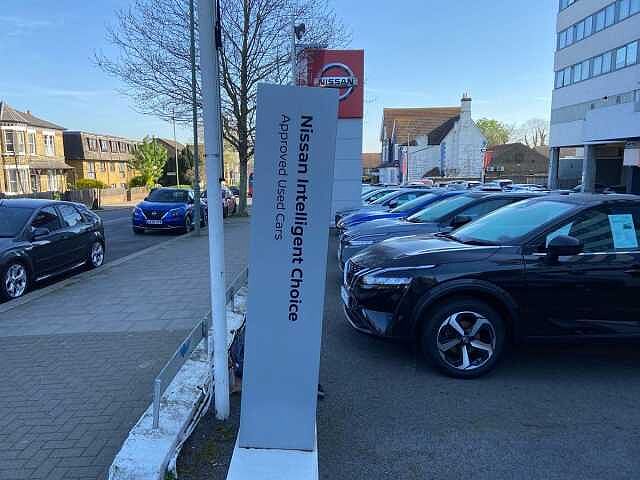 NISSAN
Nissan Intelligent Choice
Approved Used Cars